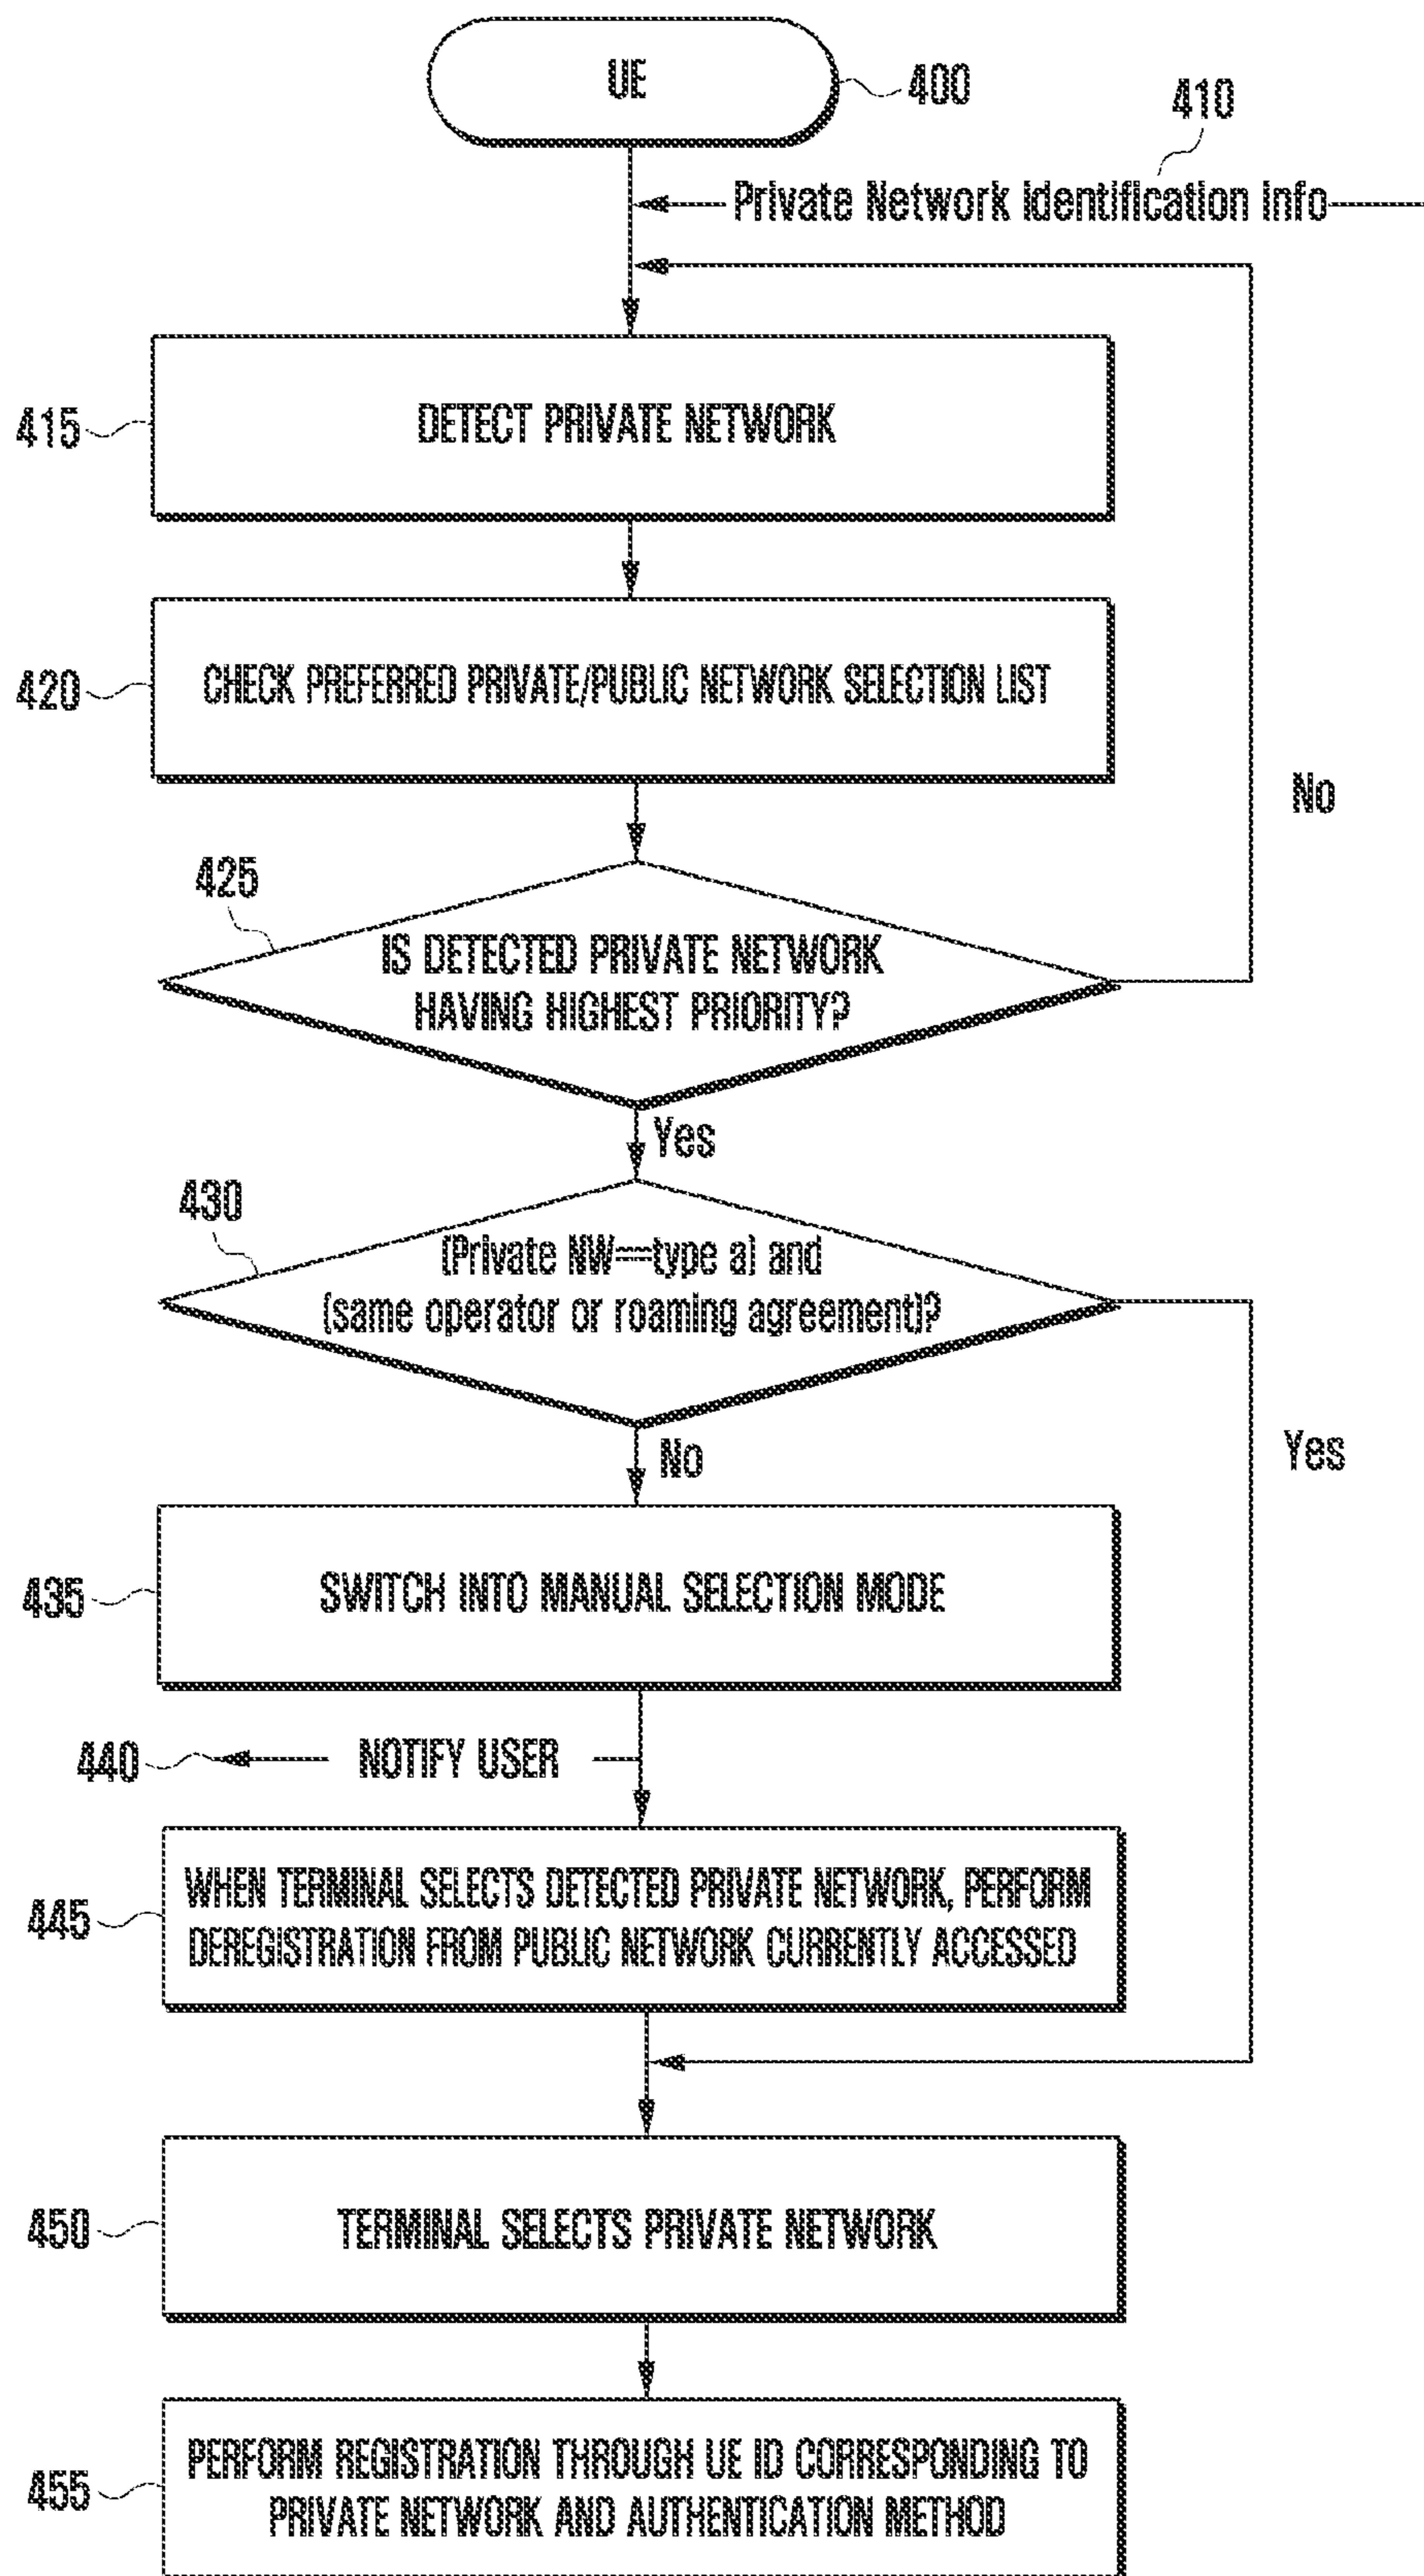 UE
400
410
Private Network Identification Info
415
DETECT PRIVATE NETWORK
420
CHECK PREFERRED PRIVATE/PUBLIC NETWORK SELECTION LIST
No
425
IS DETECTED PRIVATE NETWORK
HAVING HIGHEST PRIORITY?
Yes
430
(Private NW==type a) and
(same operator or roaming agreement)?
Yes
No
435
SWITCH INTO MANUAL SELECTION MODE
440
NOTIFY USER
445
WHEN TERMINAL SELECTS DETECTED PRIVATE NETWORK, PERFORM
DEREGISTRATION FROM PUBLIC NETWORK CURRENTLY ACCESSED
450
TERMINAL SELECTS PRIVATE NETWORK
455
PERFORM REGISTRATION THROUGH UE ID CORRESPONDING TO
PRIVATE NETWORK AND AUTHENTICATION METHOD